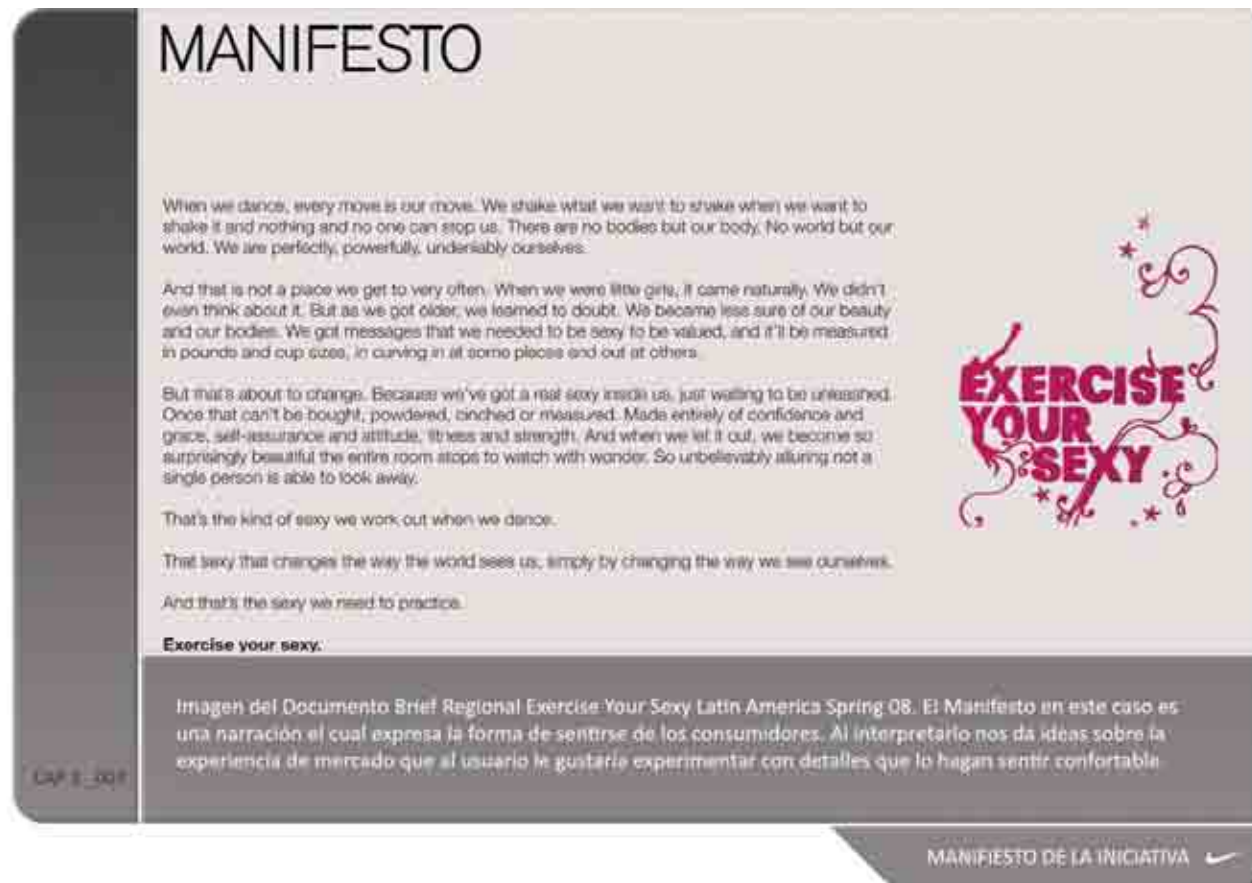 MANIFESTO
When we dance, every move is our move. We shake what we want to shake when we want to
shake it and nothing and no one can stop us. There are no bodies but our body. No world but our
world. We are perfectly, powerfully, undeniably ourselves.
And that is not a place we get to very often. When we were little girls, it came naturally. We didn't
even think about it. But as we got older, we learned to doubt. We became less sure of our beauty
and our bodies. We got messages that we needed to be sexy to be valued, and it'll be measured
in pounds and cup sizes, in curving in at some places and out at others.
But that's about to change. Because we've got a real sexy inside us, just waiting to be unleashed.
Once that can't be bought, powdered, cinched or measured. Made entirely of confidence and
grace, self-assurance and attitude, fitness and strength. And when we let it out, we become so
surprisingly beautiful the entire room stops to watch with wonder. So unbelievably alluring not a
single person is able to look away.
That's the kind of sexy we work out when we dance.
That sexy that changes the way the world sees us, simply by changing the way we see ourselves.
And that's the sexy we need to practice.
Exercise your sexy.
EXERCISE
YOUR
SEXY
Imagen del Documento Brief Regional Exercise Your Sexy Latin America Spring 08. El Manifesto en este caso es
una narración el cual expresa la forma de sentirse de los consumidores. Al interpretarlo nos da ideas sobre la
experiencia de mercado que al usuario le gustaria experimentar con detalles que lo hagan sentir confortable.
CAP
MANIFIESTO DE LA INICIATIVA